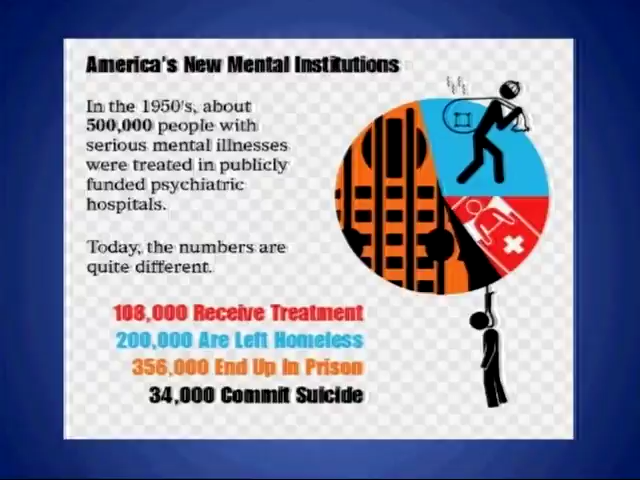 America's New Mental Institutions
In the 1950's, about
500,000 people with
serious mental illnesses
were treated in publicly
funded psychiatric
hospitals.
Today, the numbers are
quite different.
108,000 Receive Treatment
200,000 Are Left Homeless
356,000 End Up In Prison
34,000 Commit Suicide